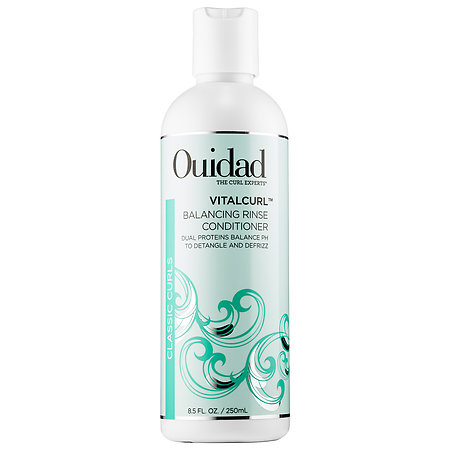 Ouidad
THE CURL EXPERTS®
VITALCURL™
BALANCING RINSE
CONDITIONER
DUAL PROTEINS BALANCE PH
TO DETANGLE AND DEFRIZZ
CLASSIC CURLS
8.5 FL. OZ. / 250mL